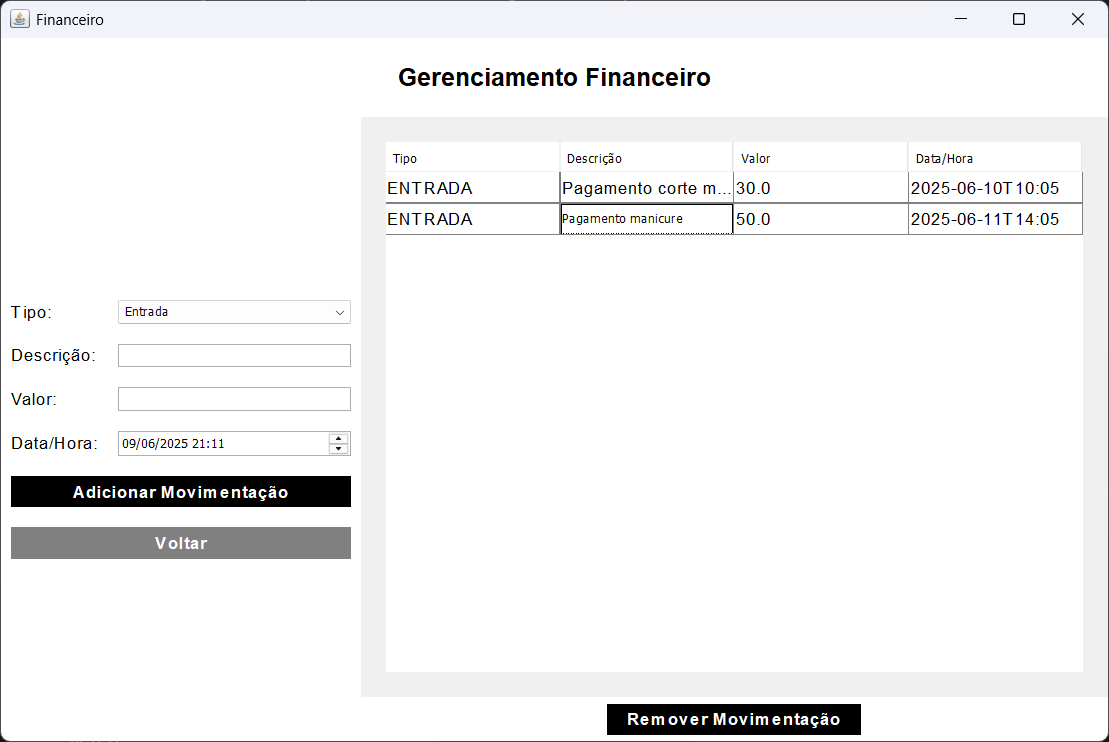 Financeiro
Gerenciamento Financeiro
Tipo Descrição Valor Data/Hora
ENTRADA Pagamento corte m... 30.0 2025-06-10T10:05
ENTRADA Pagamento manicure 50.0 2025-06-11T14:05
Tipo: Entrada
Descrição:
Valor:
Data/Hora: 09/06/2025 21:11
Adicionar Movimentação
Voltar
Remover Movimentação